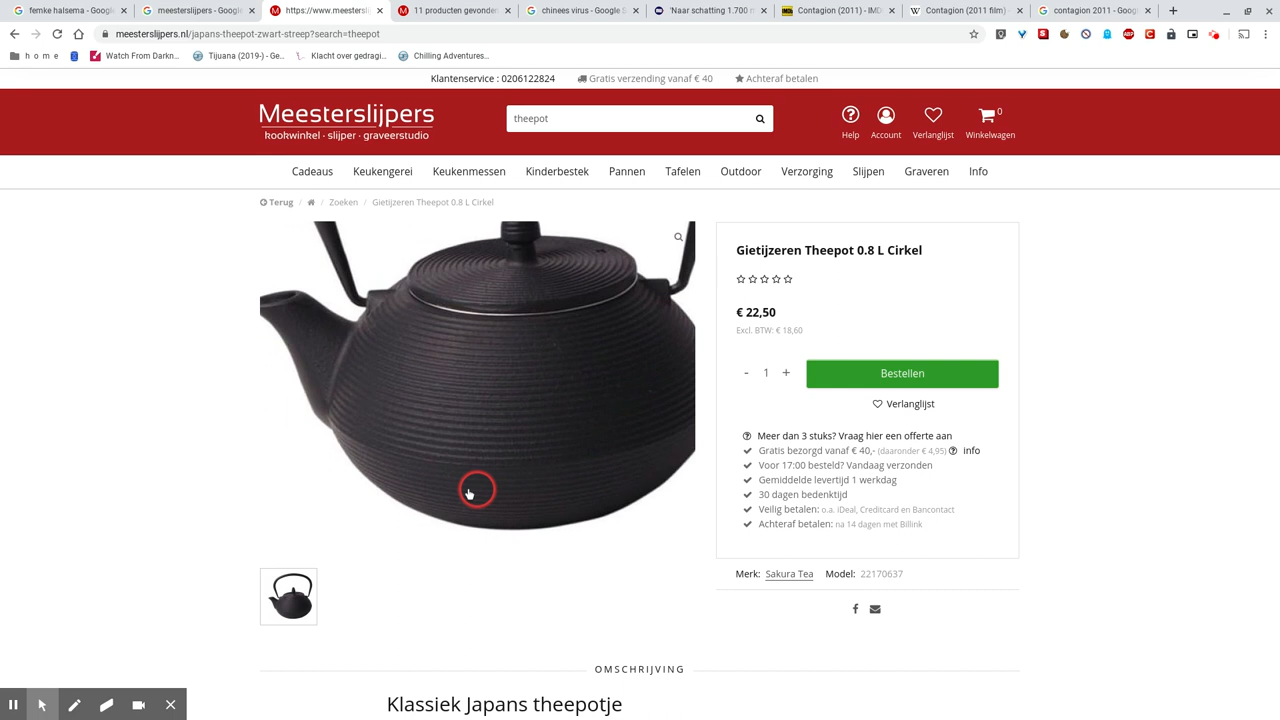 femke halsema - Google
meesterslijpers - Google
https://www.meestersli
11 producten gevonden
chinees virus - Google S
'Naar schatting 1.700 m
Contagion (2011) - IMD
Contagion (2011 film) -
contagion 2011 - Goog
meesterslijpers.nl/japans-theepot-zwart-streep?search=theepot
h o m e
Watch From Darkn...
Tijuana (2019-) - Ge...
Klacht over gedragi...
Chilling Adventures...
Klantenservice : 0206122824
Gratis verzending vanaf € 40
Achteraf betalen
Meesterslijpers
kookwinkel · slijper · graveerstudio
theepot
Help
Account
Verlanglijst
0
Winkelwagen
Cadeaus
Keukengerei
Keukenmessen
Kinderbestek
Pannen
Tafelen
Outdoor
Verzorging
Slijpen
Graveren
Info
Terug / / Zoeken / Gietijzeren Theepot 0.8 L Cirkel
Gietijzeren Theepot 0.8 L Cirkel
€ 22,50
Excl. BTW: € 18,60
- 1 +
Bestellen
Verlanglijst
Meer dan 3 stuks? Vraag hier een offerte aan
Gratis bezorgd vanaf € 40,- (daaronder € 4,95) info
Voor 17:00 besteld? Vandaag verzonden
Gemiddelde levertijd 1 werkdag
30 dagen bedenktijd
Veilig betalen: o.a. iDeal, Creditcard en Bancontact
Achteraf betalen: na 14 dagen met Billink
Merk: Sakura Tea Model: 22170637
OMSCHRIJVING
Klassiek Japans theepotje